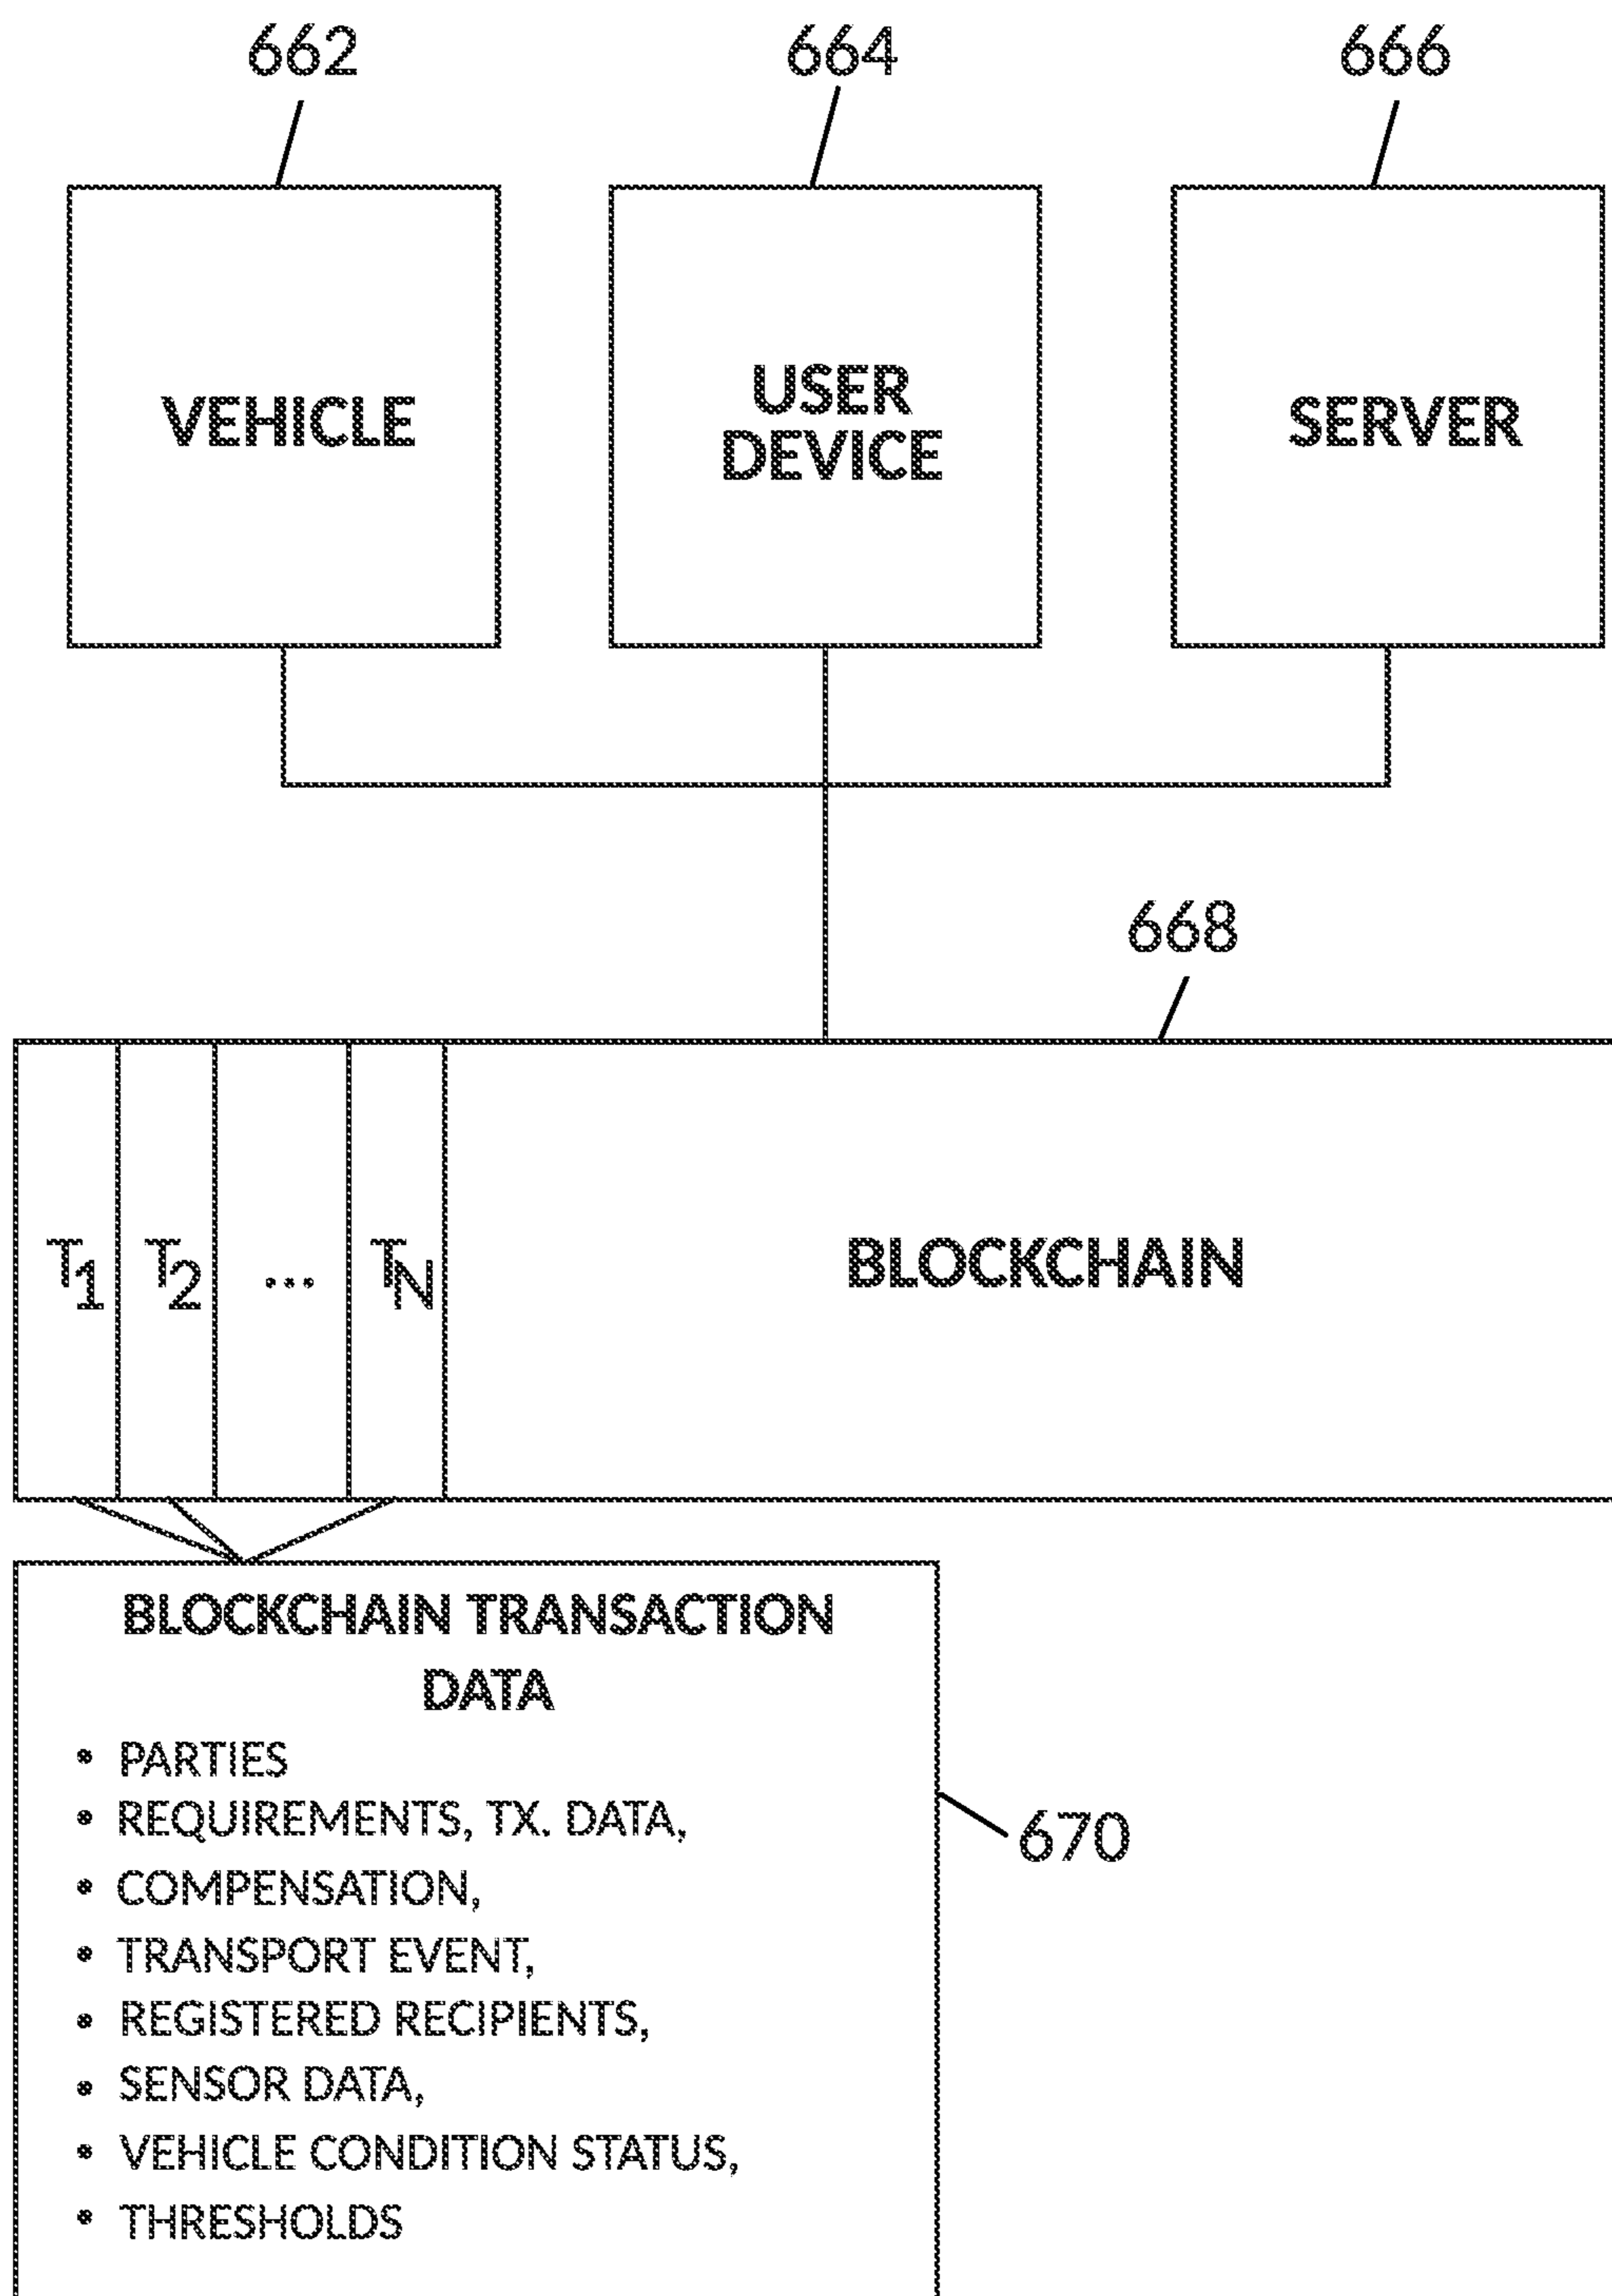 662 664 666
VEHICLE
USER
DEVICE
SERVER
668
T1 T2 ... TN
BLOCKCHAIN
BLOCKCHAIN TRANSACTION
DATA
• PARTIES
• REQUIREMENTS, TX. DATA,
• COMPENSATION,
• TRANSPORT EVENT,
• REGISTERED RECIPIENTS,
• SENSOR DATA,
• VEHICLE CONDITION STATUS,
• THRESHOLDS
670